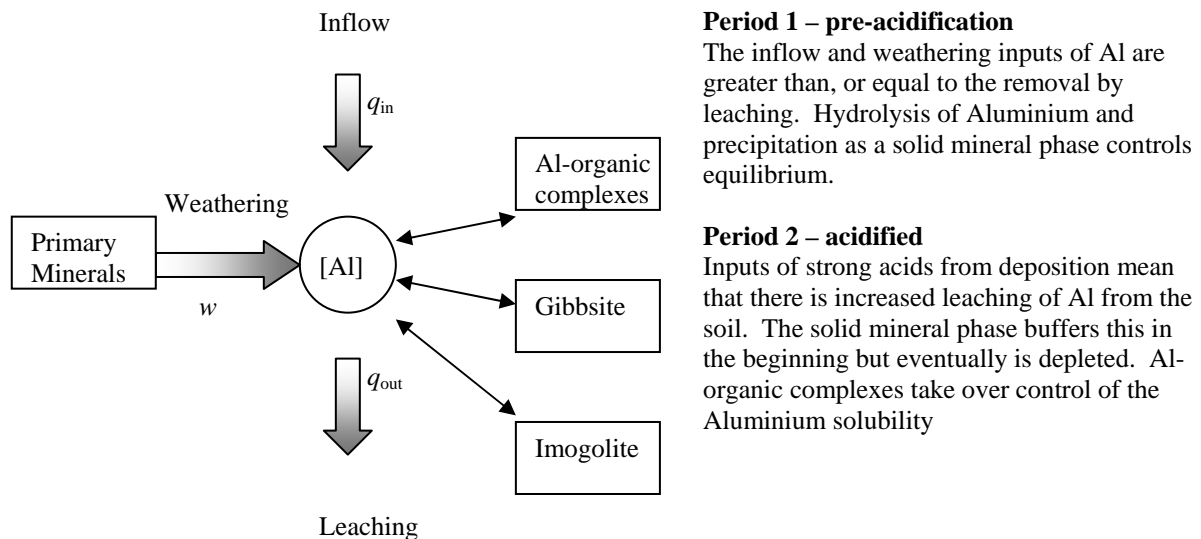 Inflow
q in
Al-organic
complexes
Weathering
Primary
Minerals
[Al]
w
Gibbsite
q out
Imogolite
Leaching
Period 1 – pre-acidification
The inflow and weathering inputs of Al are
greater than, or equal to the removal by
leaching. Hydrolysis of Aluminium and
precipitation as a solid mineral phase controls
equilibrium.
Period 2 – acidified
Inputs of strong acids from deposition mean
that there is increased leaching of Al from the
soil. The solid mineral phase buffers this in
the beginning but eventually is depleted. Al-
organic complexes take over control of the
Aluminium solubility